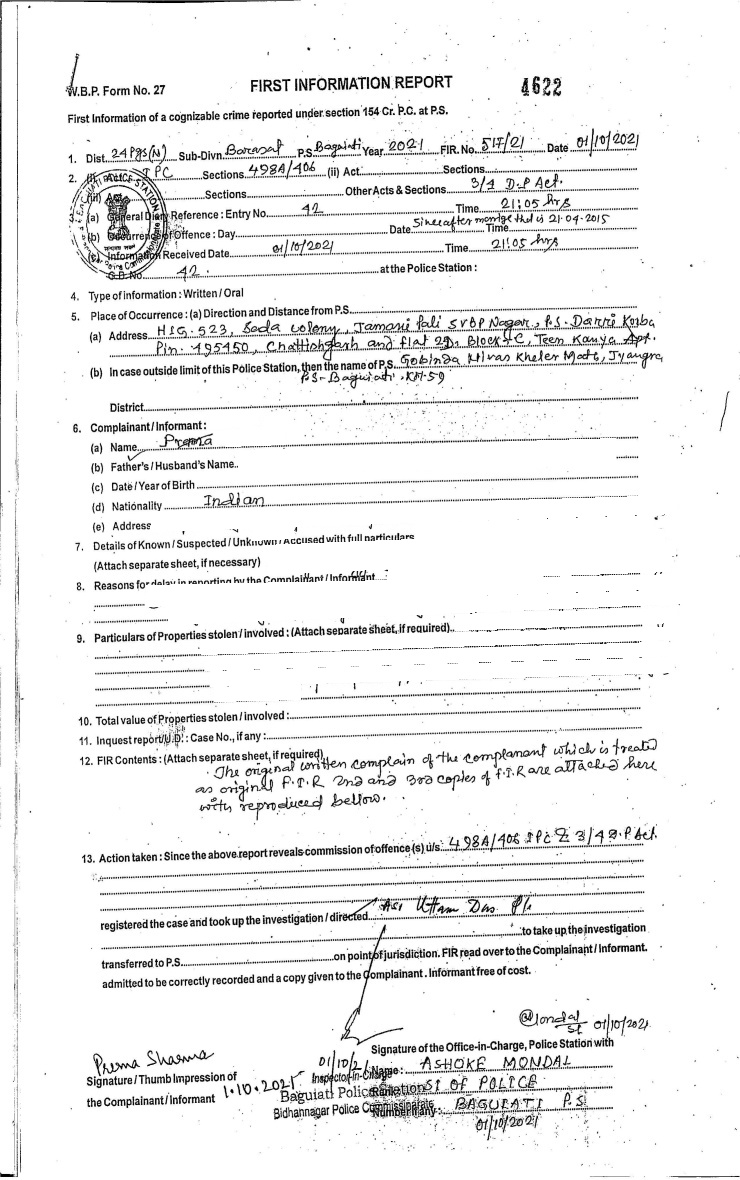 W.B.P. Form No. 27
FIRST INFORMATION REPORT
4622
First Information of a cognizable crime reported under section 154 Cr. P.C. at P.S.
1. Dist. 24 Pgs (N) Sub-Divn. Barasat P.S. Baguiati Year 2021 FIR. No. 517/21 Date 01/10/2021
2. (i) Act IPC Sections 498A/406 (ii) Act Sections
(iii) Act Sections Other Acts & Sections 3/4 D.P Act.
3. (a) General Diary Reference : Entry No. 42 Time 21:05 hrs
(b) Occurrence of Offence : Day Date Since after that is 21-04-2015 Time
(c) Information Received Date 01/10/2021 Time 21:05 hrs
G.D. No. 42. at the Police Station :
4. Type of information : Written / Oral
5. Place of Occurrence : (a) Direction and Distance from P.S.
(a) Address HIG-523, Sada colony, Jamani Pali SVBP Nagar, P.S. Darri Korba
Pin. 495450, and flat Block 4C, Teen Kanya Apt.
(b) In case outside limit of this Police Station, then the name of P.S. Gobinda Nivas Khelar Math, Jyangra
P.S- Baguiati. Kol-59
District
6. Complainant / Informant :
(a) Name Prema
(b) Father's / Husband's Name..
(c) Date / Year of Birth
(d) Nationality Indian
(e) Address
7. Details of Known / Suspected / Unknown / Accused with full particulars
(Attach separate sheet, if necessary)
8. Reasons for delay in reporting by the Complaintant / Informant
9. Particulars of Properties stolen / involved : (Attach separate sheet, if required)
10. Total value of Properties stolen / involved :
11. Inquest report/U.D. : Case No., if any :
12. FIR Contents : (Attach separate sheet, if required)
The original written complain of the complanant which is treated
as original F.I.R 2nd and 3rd copies of F.I.R are attached here
with reproduced bellow.
13. Action taken : Since the above report reveals commission of offence (s) u/s : 498A/406 IPC & 3/4 D.P Act.
registered the case and took up the investigation / directed ASI Uttam Das
to take up the investigation
transferred to P.S. on point of jurisdiction. FIR read over to the Complainant / Informant.
admitted to be correctly recorded and a copy given to the Complainant . Informant free of cost.
01/10/2021
Signature of the Office-in-Charge, Police Station with
Prema Sharma
Signature / Thumb Impression of
the Complainant / Informant 1.10.2021
01/10/21
Inspector-in-Charge
Baguiati Police Station
Bidhannagar Police Commissionerate
Name : ASHOKE MONDAL
Rank : SI OF POLICE
Number if any : BAGUIATI P.S
01/10/2021